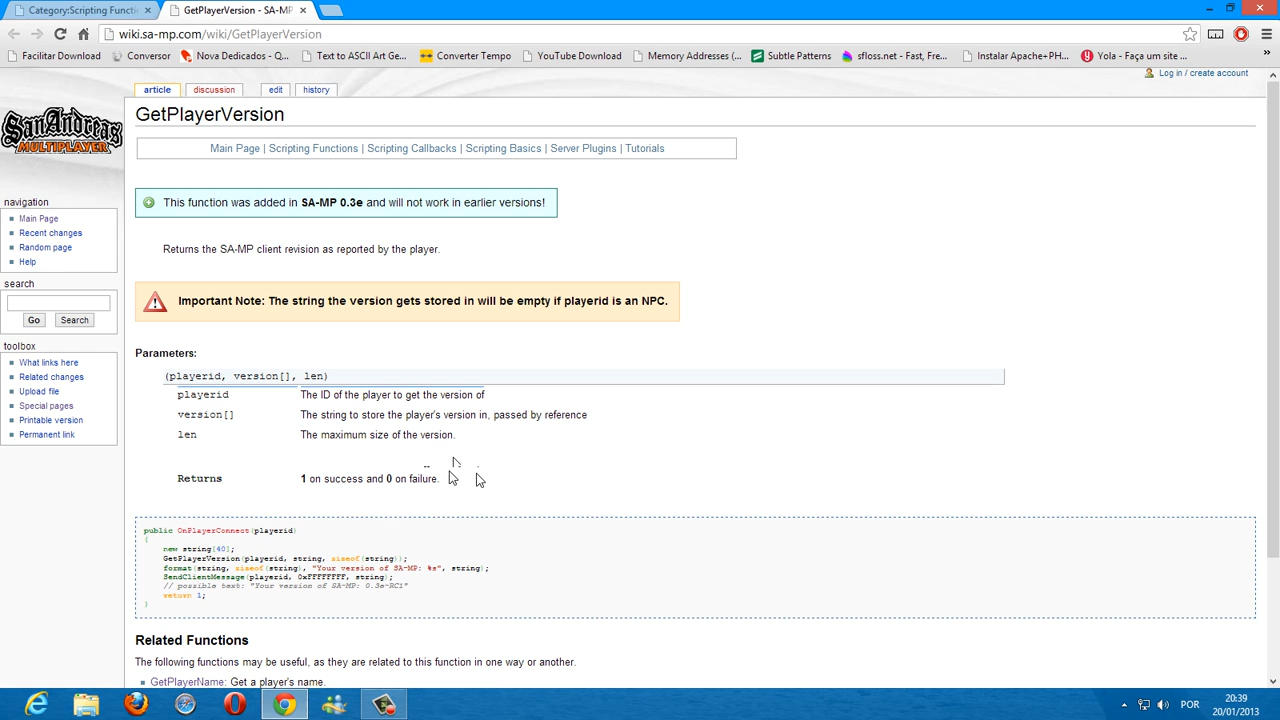 Category:Scripting Functi
GetPlayerVersion - SA-MP
wiki.sa-mp.com/wiki/GetPlayerVersion
Facilitar Download
Conversor
Nova Dedicados - Q...
Text to ASCII Art Ge...
Converter Tempo
YouTube Download
Memory Addresses (...
Subtle Patterns
sfloss.net - Fast, Fre...
Instalar Apache+PH...
Yola - Faça um site ...
»
Log in / create account
article
discussion
edit
history
San Andreas
MULTIPLAYER
GetPlayerVersion
Main Page | Scripting Functions | Scripting Callbacks | Scripting Basics | Server Plugins | Tutorials
This function was added in SA-MP 0.3e and will not work in earlier versions!
Returns the SA-MP client revision as reported by the player.
Important Note: The string the version gets stored in will be empty if playerid is an NPC.
Parameters:
(playerid, version[], len)
playerid The ID of the player to get the version of
version[] The string to store the player's version in, passed by reference
len The maximum size of the version.
Returns 1 on success and 0 on failure.
public OnPlayerConnect(playerid)
{
new string[40];
GetPlayerVersion(playerid, string, sizeof(string));
format(string, sizeof(string), "Your version of SA-MP: %s", string);
SendClientMessage(playerid, 0xFFFFFFFF, string);
// possible text: "Your version of SA-MP: 0.3e-RC1"
return 1;
}
Related Functions
The following functions may be useful, as they are related to this function in one way or another.
GetPlayerName: Get a player's name.
navigation
Main Page
Recent changes
Random page
Help
search
Go
Search
toolbox
What links here
Related changes
Upload file
Special pages
Printable version
Permanent link
POR
20:39
20/01/2013